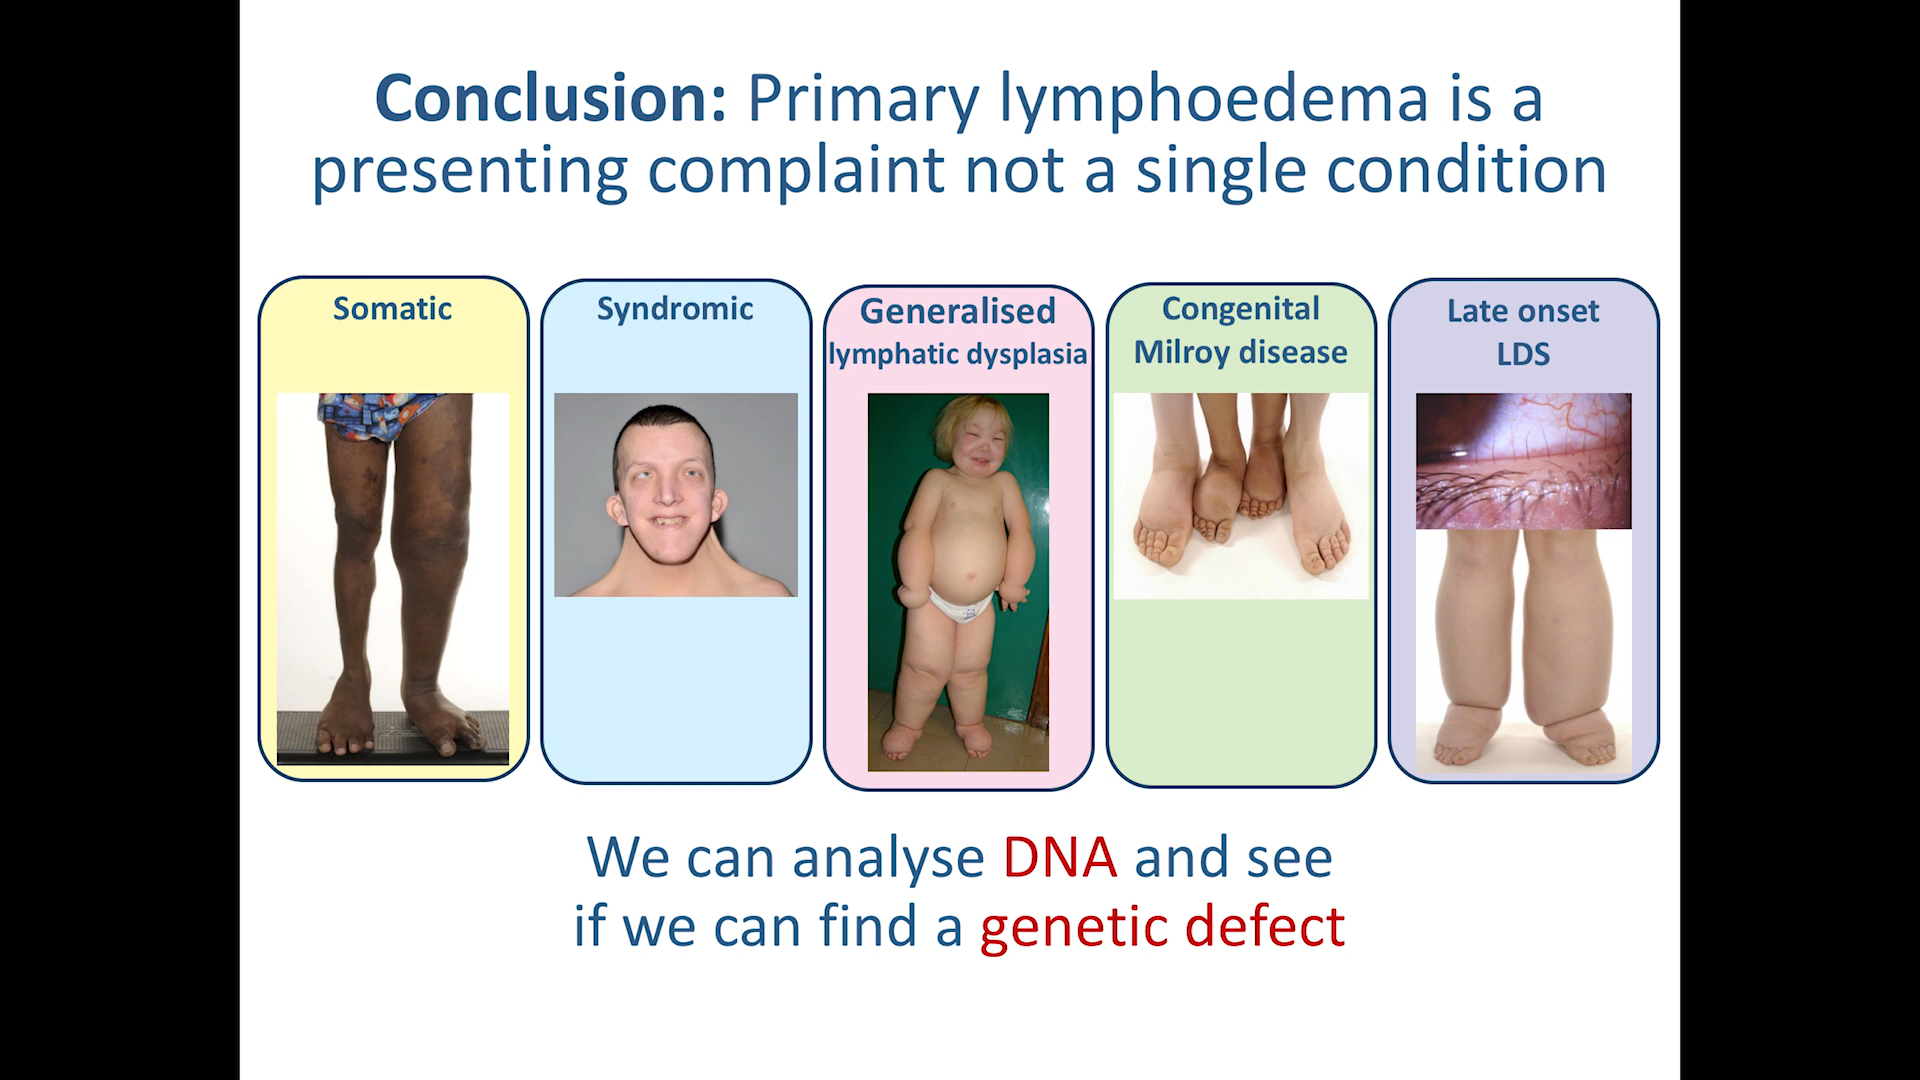 Conclusion: Primary lymphoedema is a
presenting complaint not a single condition
Somatic
Syndromic
Generalised
lymphatic dysplasia
Congenital
Milroy disease
Late onset
LDS
We can analyse DNA and see
if we can find a genetic defect